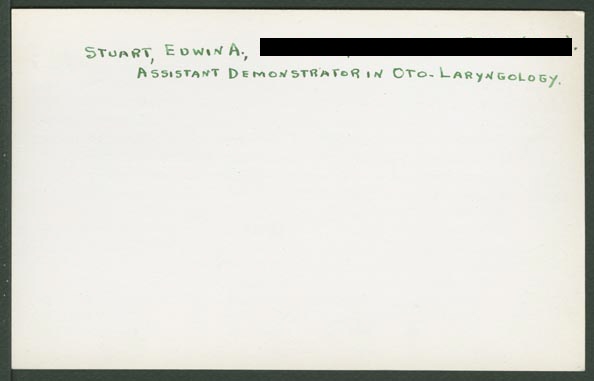 STUART, EDWIN A.,
ASSISTANT DEMONSTRATOR IN OTO-LARYNGOLOGY.